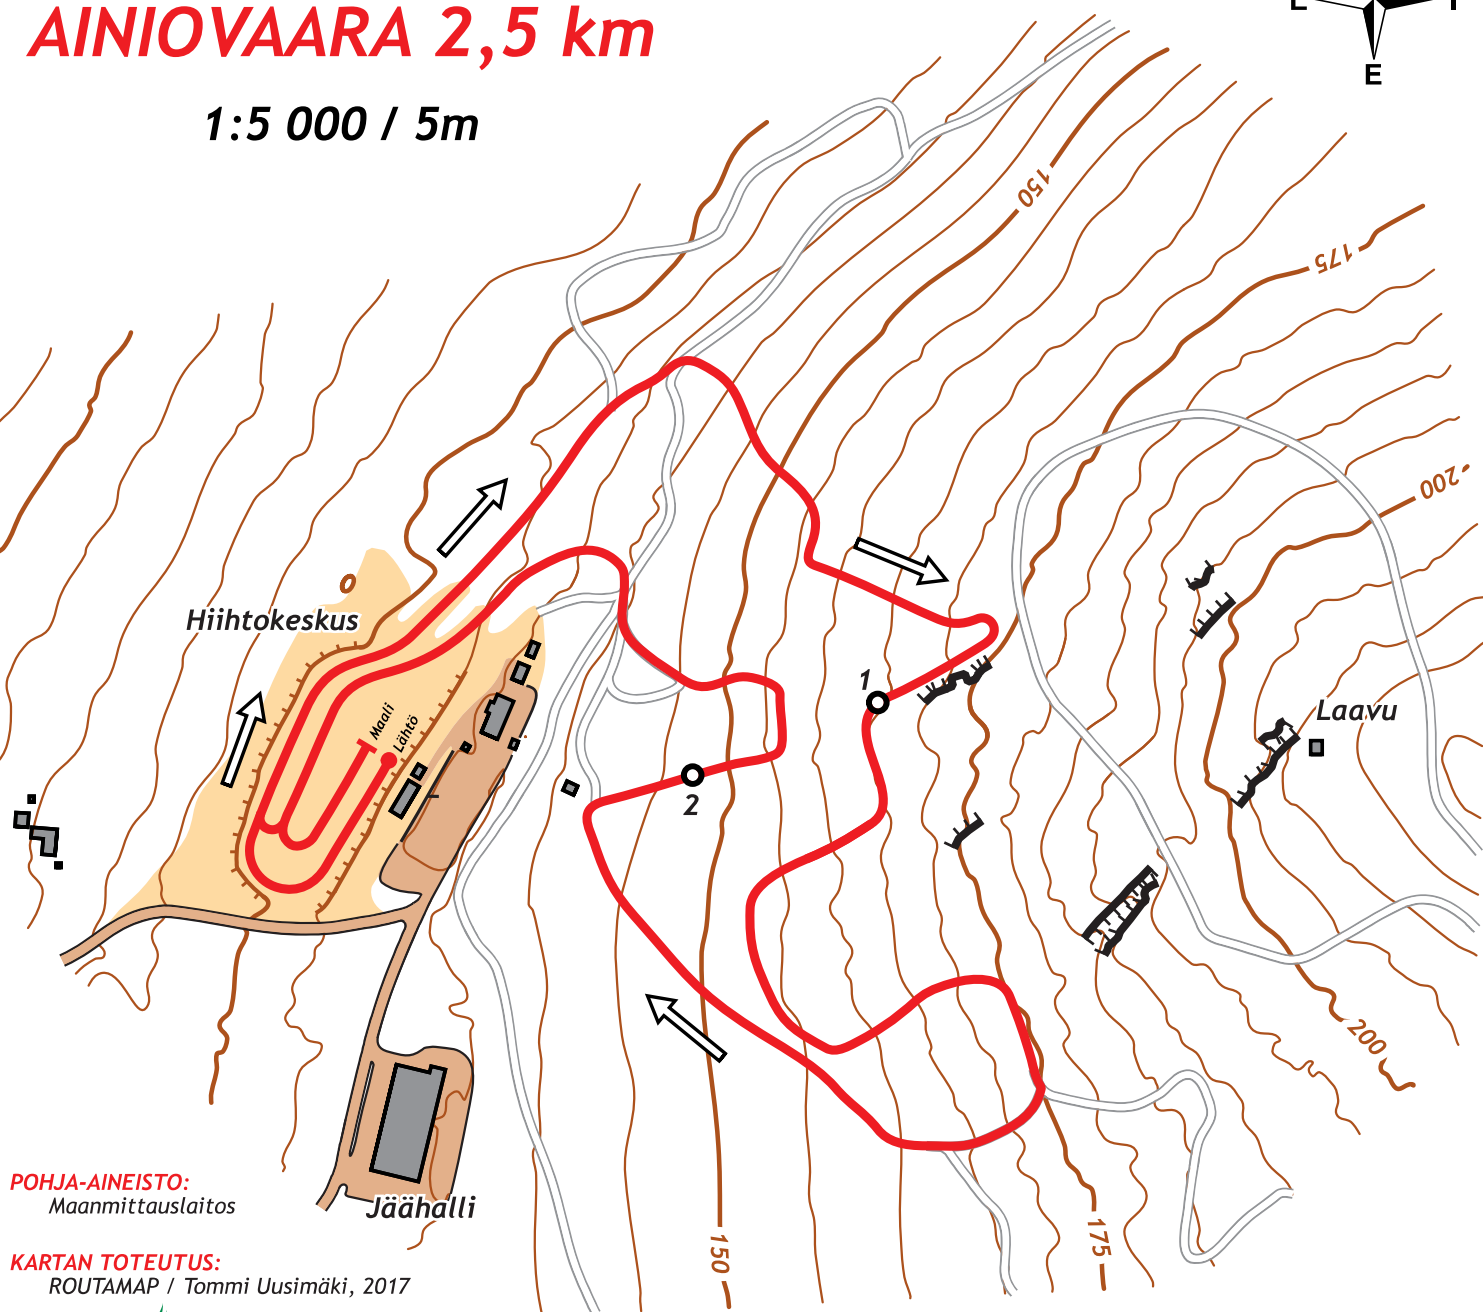 AINIOVAARA 2,5 km
1:5 000 / 5m
L
I
E
150
175
200
Hiihtokeskus
Maali
Lähtö
1
Laavu
2
200
Jäähalli
150
175
POHJA-AINEISTO:
Maanmittauslaitos
KARTAN TOTEUTUS:
ROUTAMAP / Tommi Uusimäki, 2017